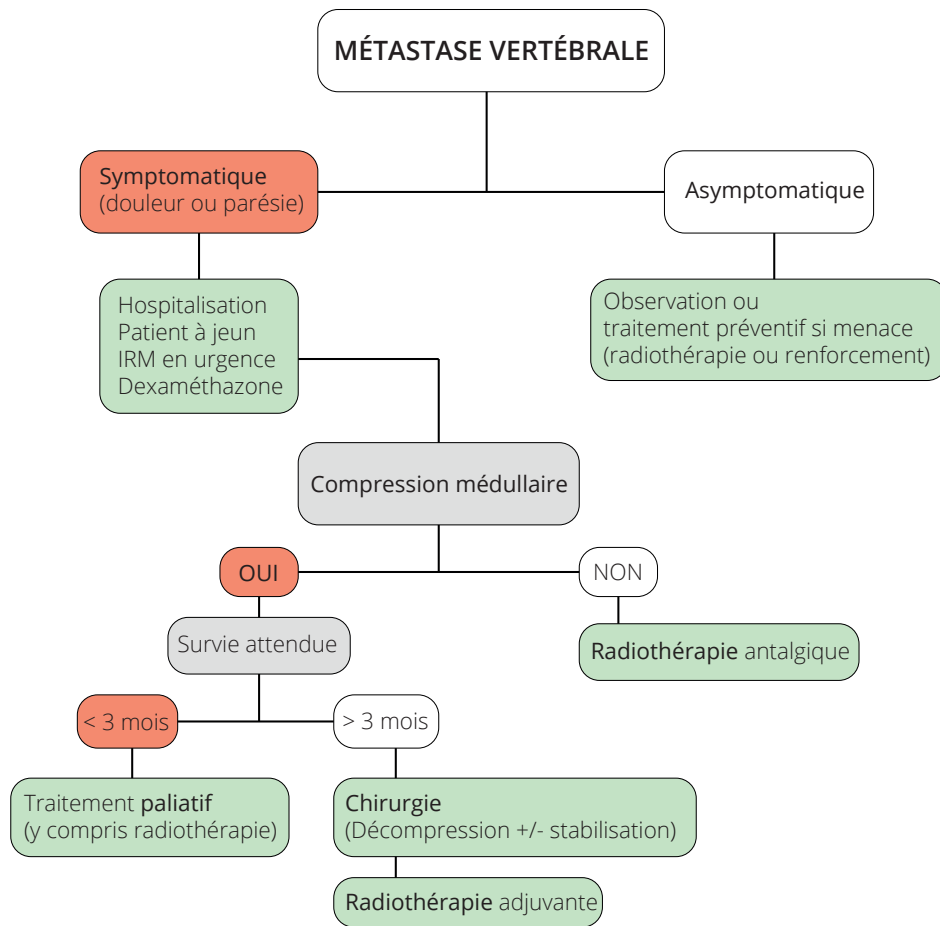 MÉTASTASE VERTÉBRALE
Symptomatique
(douleur ou parésie)
Asymptomatique
Hospitalisation
Patient à jeun
IRM en urgence
Dexaméthazone
Observation ou
traitement préventif si menace
(radiothérapie ou renforcement)
Compression médullaire
OUI
NON
Survie attendue
Radiothérapie antalgique
< 3 mois
> 3 mois
Traitement paliatif
(y compris radiothérapie)
Chirurgie
(Décompression +/- stabilisation)
Radiothérapie adjuvante